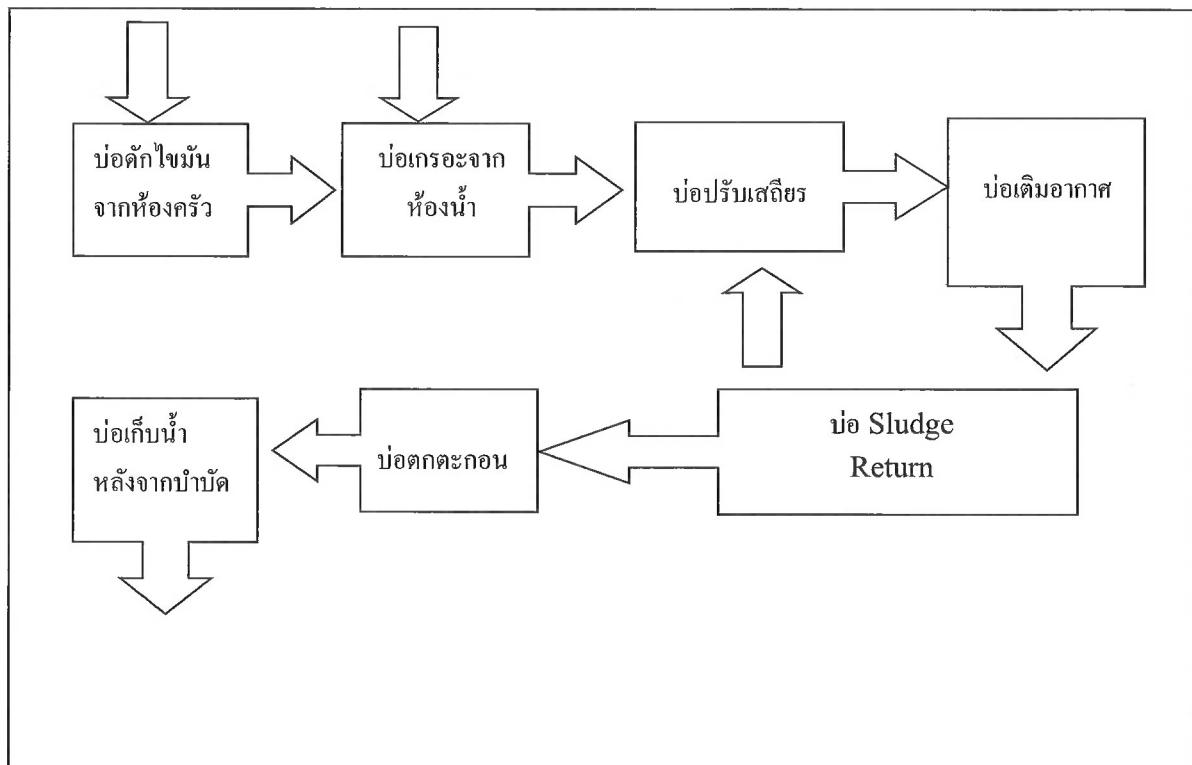 บ่อดักไขมัน
จากห้องครัว
บ่อเกรอะจาก
ห้องน้ำ
บ่อปรับเสถียร
บ่อเติมอากาศ
บ่อเก็บน้ำ
หลังจากบำบัด
บ่อตกตะกอน
บ่อ Sludge
Return